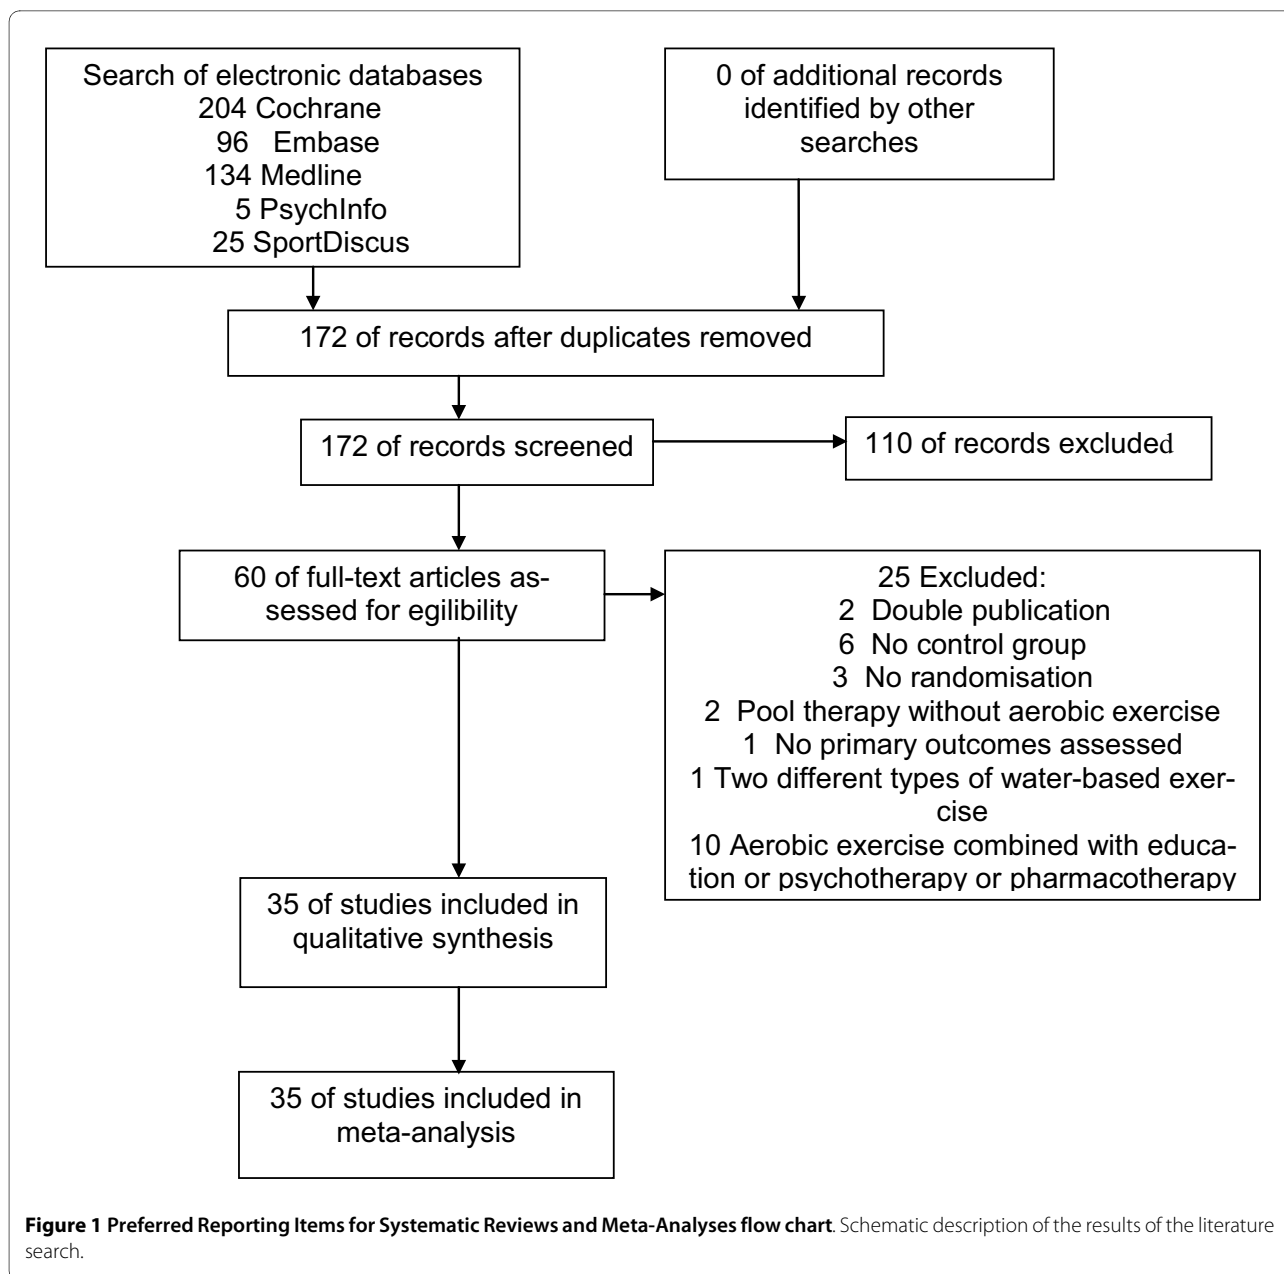 Search of electronic databases
204 Cochrane
96 Embase
134 Medline
5 PsychInfo
25 SportDiscus
0 of additional records
identified by other
searches
172 of records after duplicates removed
172 of records screened
110 of records excluded
60 of full-text articles as-
sessed for egilibility
25 Excluded:
2 Double publication
6 No control group
3 No randomisation
2 Pool therapy without aerobic exercise
1 No primary outcomes assessed
1 Two different types of water-based exer-
cise
10 Aerobic exercise combined with educa-
tion or psychotherapy or pharmacotherapy
35 of studies included in
qualitative synthesis
35 of studies included in
meta-analysis
Figure 1 Preferred Reporting Items for Systematic Reviews and Meta-Analyses flow chart. Schematic description of the results of the literature
search.